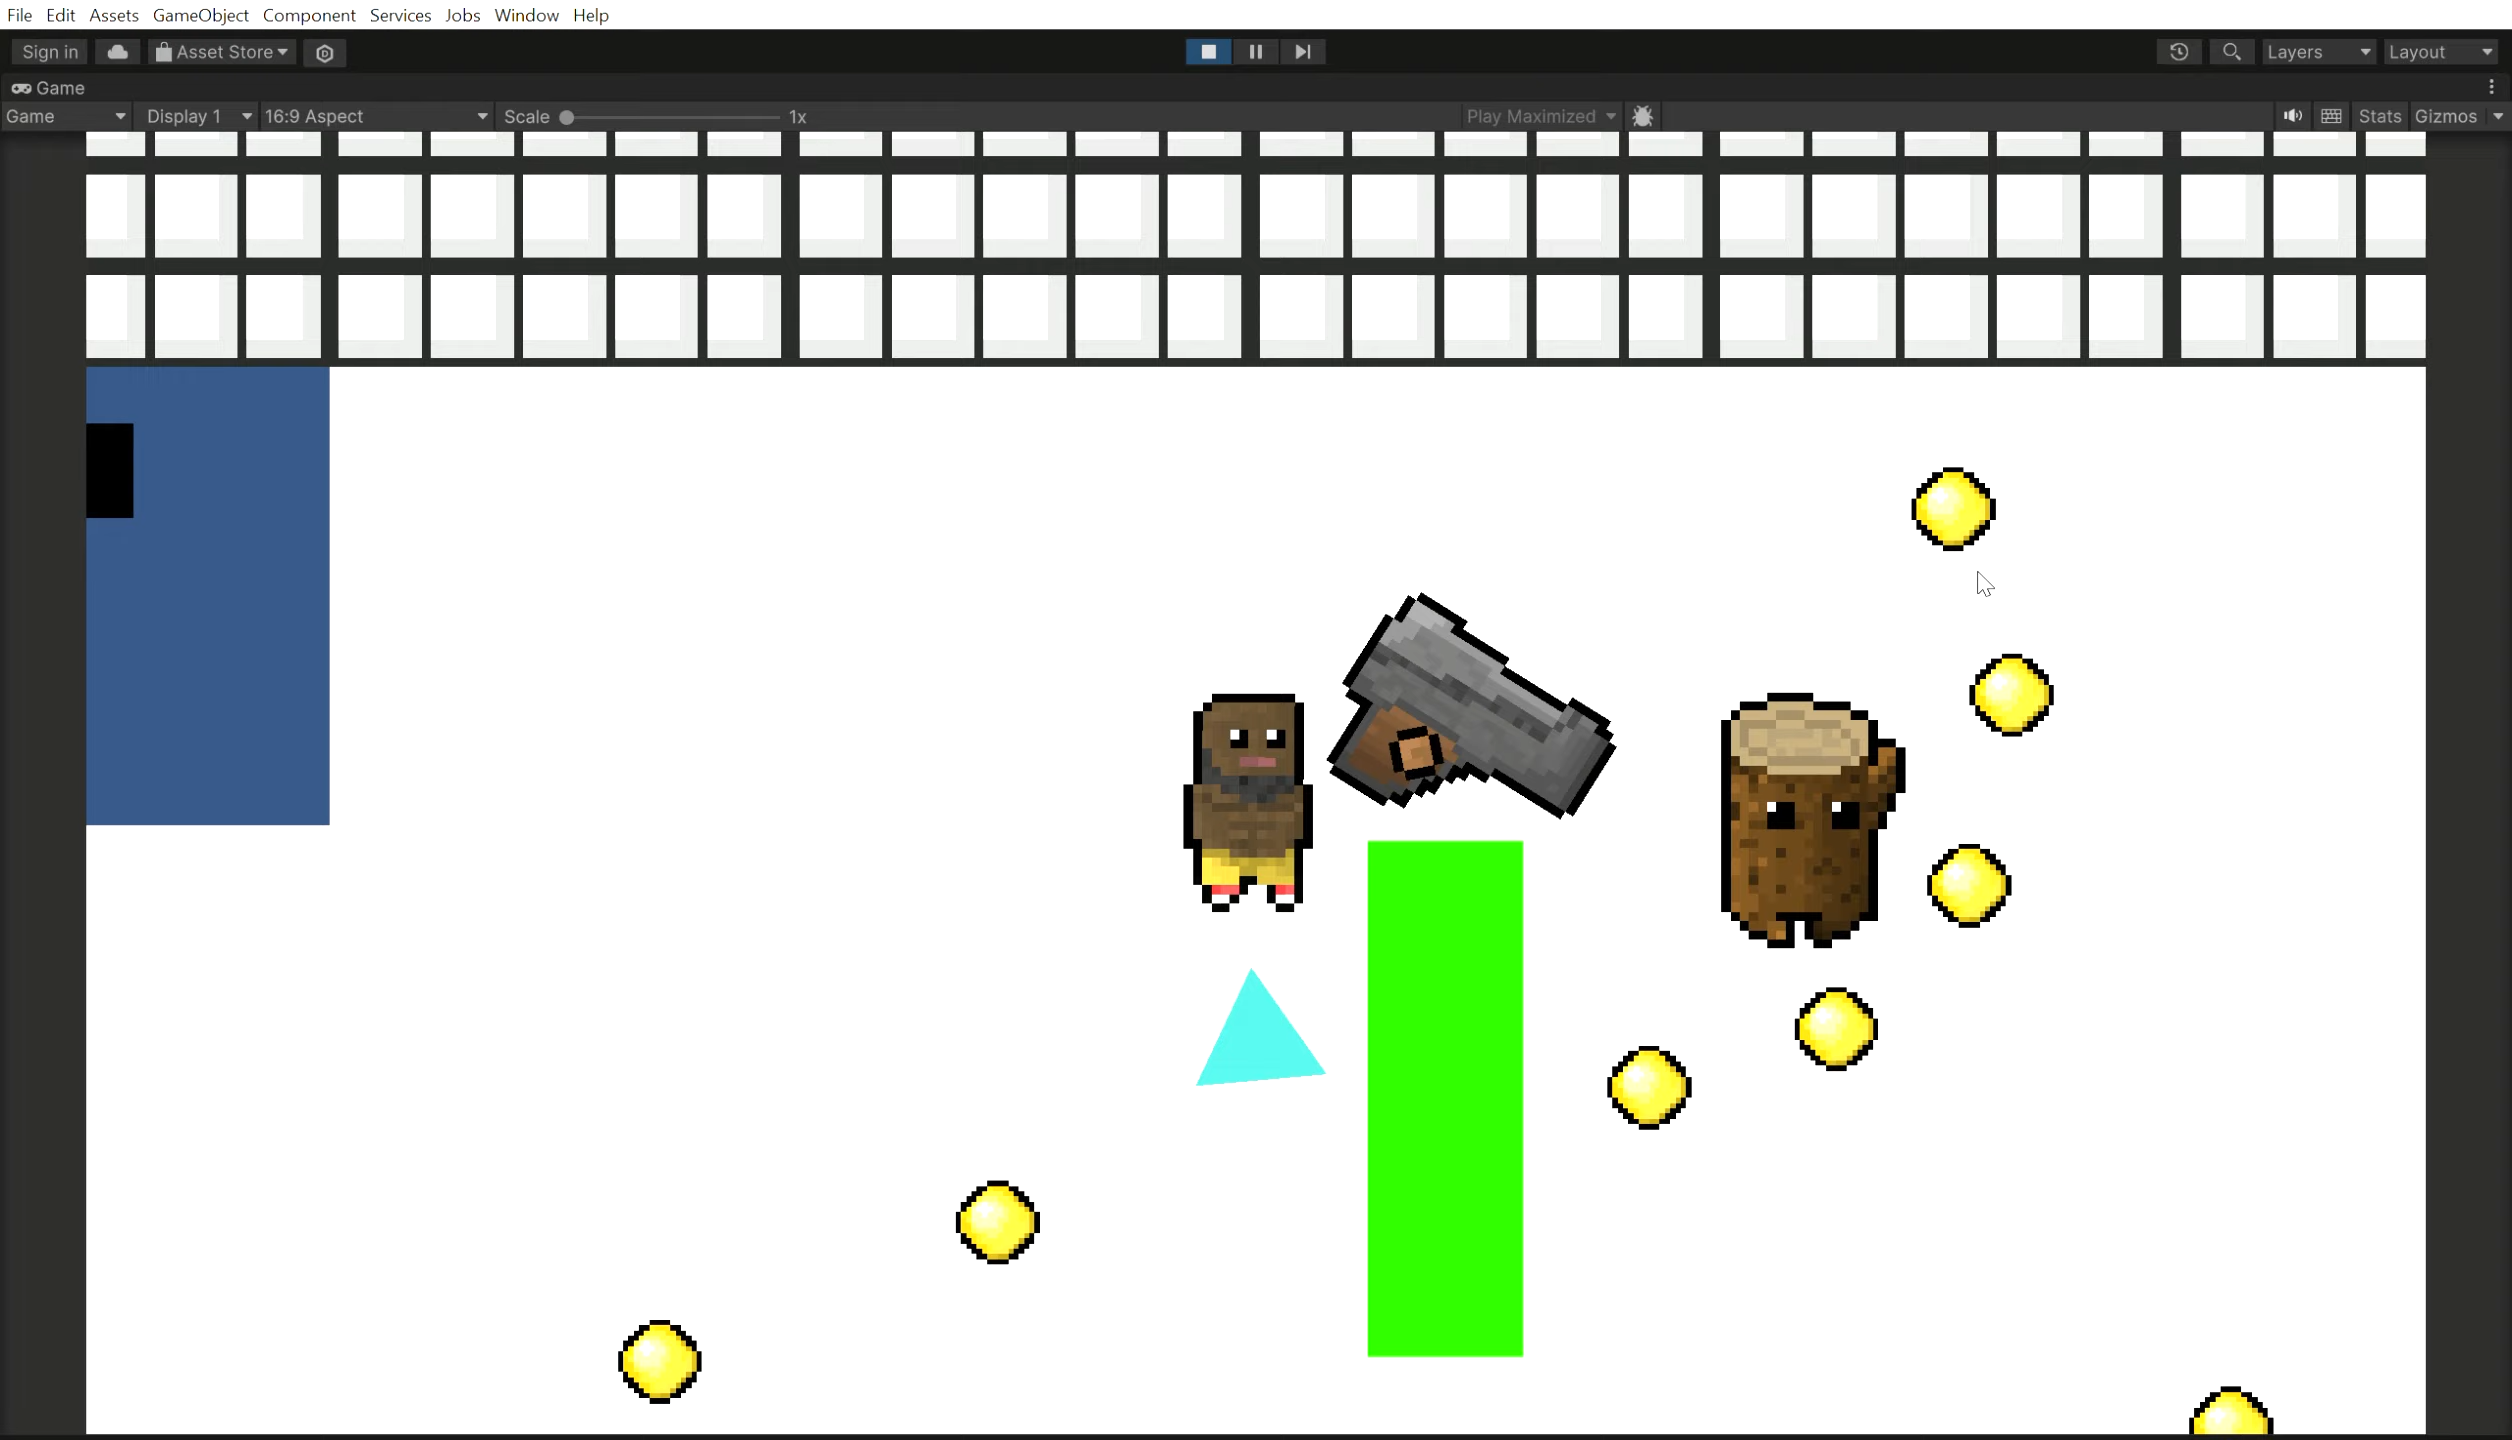 File Edit Assets GameObject Component Services Jobs Window Help
Sign in Asset Store Layers Layout
Game
Game Display 1 16:9 Aspect Scale 1x Play Maximized Stats Gizmos